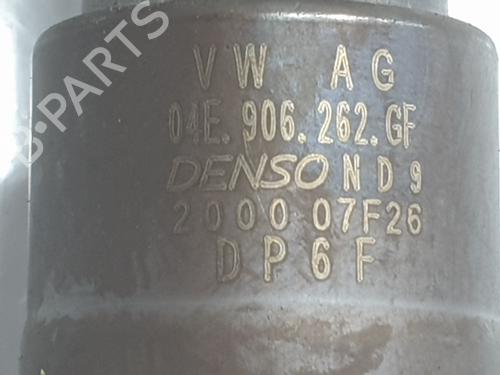 B-PARTS
VW AG
04E.906.262.GF
DENSO ND9
2000 07F26
DP6F